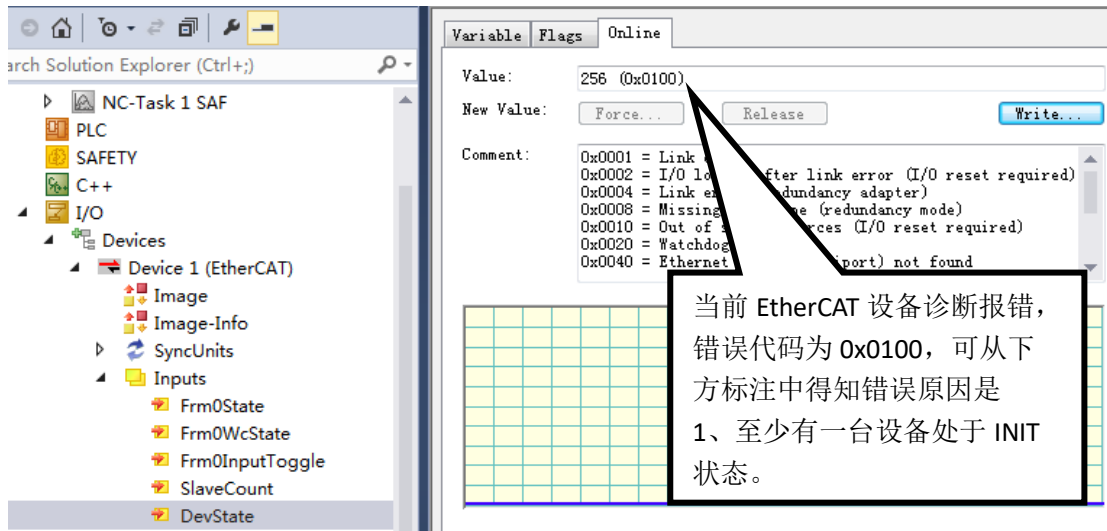 arch Solution Explorer (Ctrl+;)
NC-Task 1 SAF
PLC
SAFETY
C++
I/O
Devices
Device 1 (EtherCAT)
Image
Image-Info
SyncUnits
Inputs
Frm0State
Frm0WcState
Frm0InputToggle
SlaveCount
DevState
Variable Flags Online
Value: 256 (0x0100)
New Value: Force... Release Write...
Comment: 0x0001 = Link
0x0002 = I/O after link error (I/O reset required)
0x0004 = Link adapter)
0x0008 = Missing (redundancy mode)
0x0010 = Out of (I/O reset required)
0x0020 = Watchdog
0x0040 = Ethernet not found
当前 EtherCAT 设备诊断报错，
错误代码为 0x0100，可从下
方标注中得知错误原因是
1、至少有一台设备处于 INIT
状态。